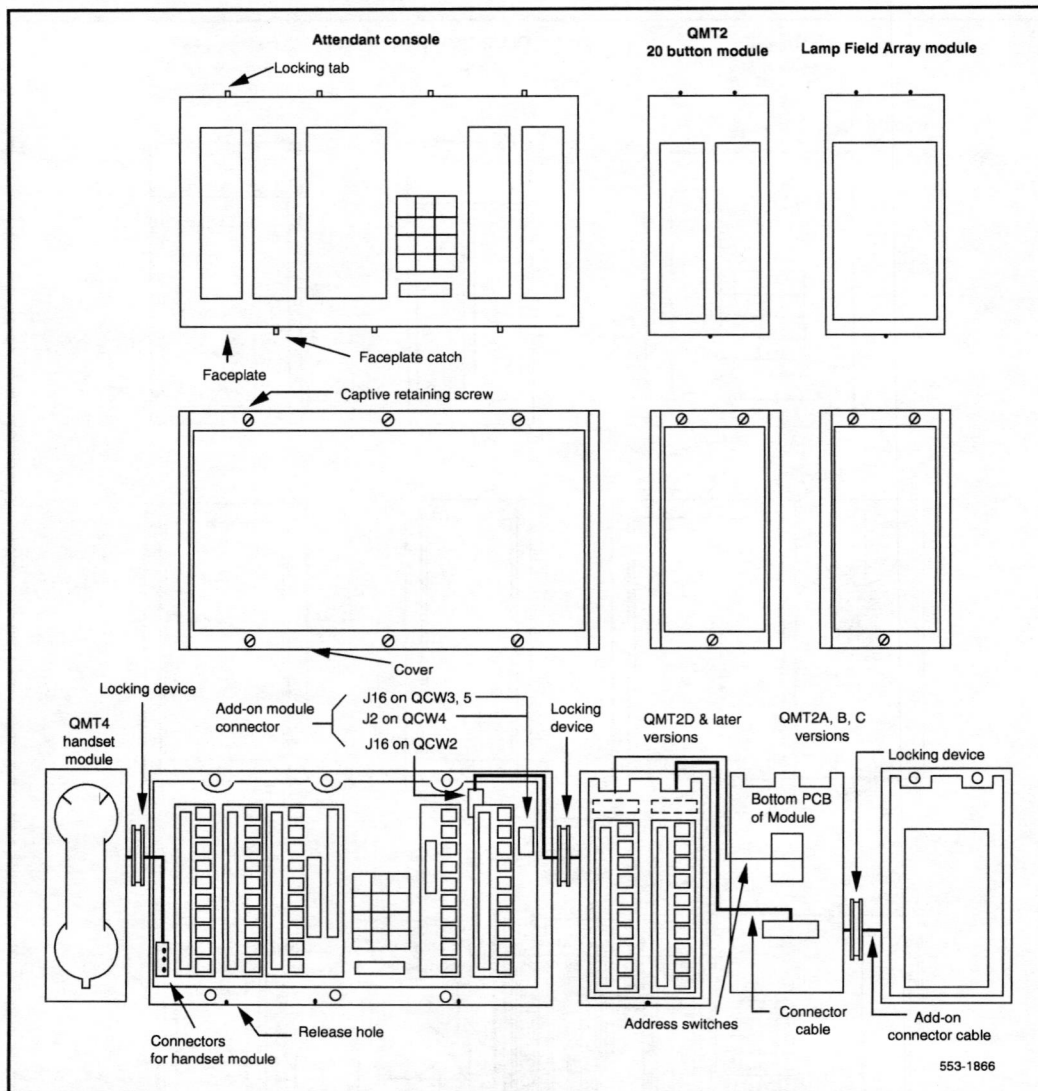 Attendant console
QMT2
20 button module
Lamp Field Array module
Locking tab
Faceplate catch
Faceplate
Captive retaining screw
Cover
Locking device
QMT4
handset
module
Add-on module
connector
J16 on QCW3, 5
J2 on QCW4
J16 on QCW2
Locking
device
QMT2D & later
versions
QMT2A, B, C
versions
Locking device
Bottom PCB
of Module
Connectors
for handset module
Release hole
Address switches
Connector
cable
Add-on
connector cable
553-1866